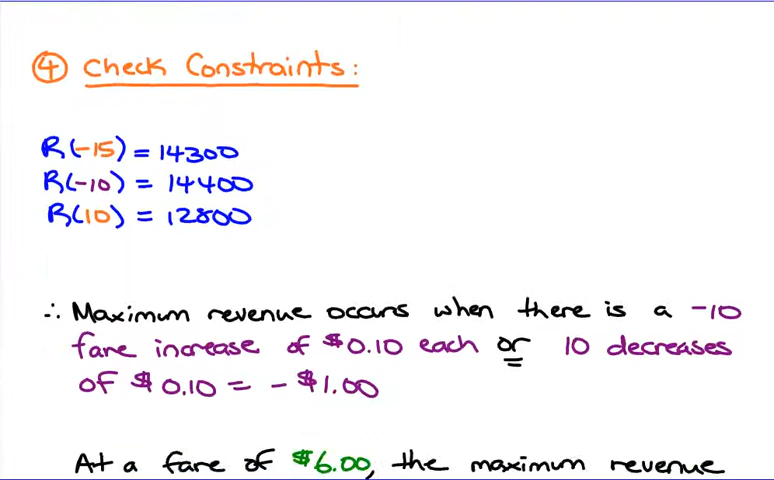 ④ Check Constraints:
R(-15) = 14300
R(-10) = 14400
R(10) = 12800
∴ Maximum revenue occurs when there is a -10
fare increase of $0.10 each or 10 decreases
of $0.10 = - $1.00
At a fare of $6.00, the maximum revenue